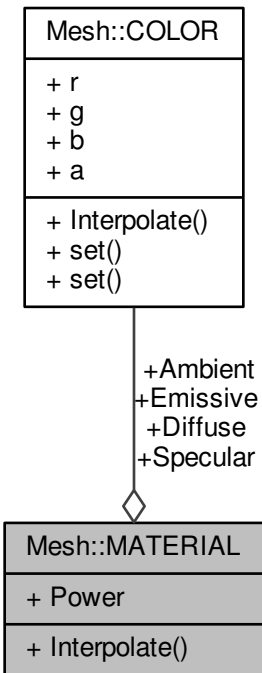 Mesh::COLOR
+ r
+ g
+ b
+ a
+ Interpolate()
+ set()
+ set()
+Ambient
+Emissive
+Diffuse
+Specular
Mesh::MATERIAL
+ Power
+ Interpolate()